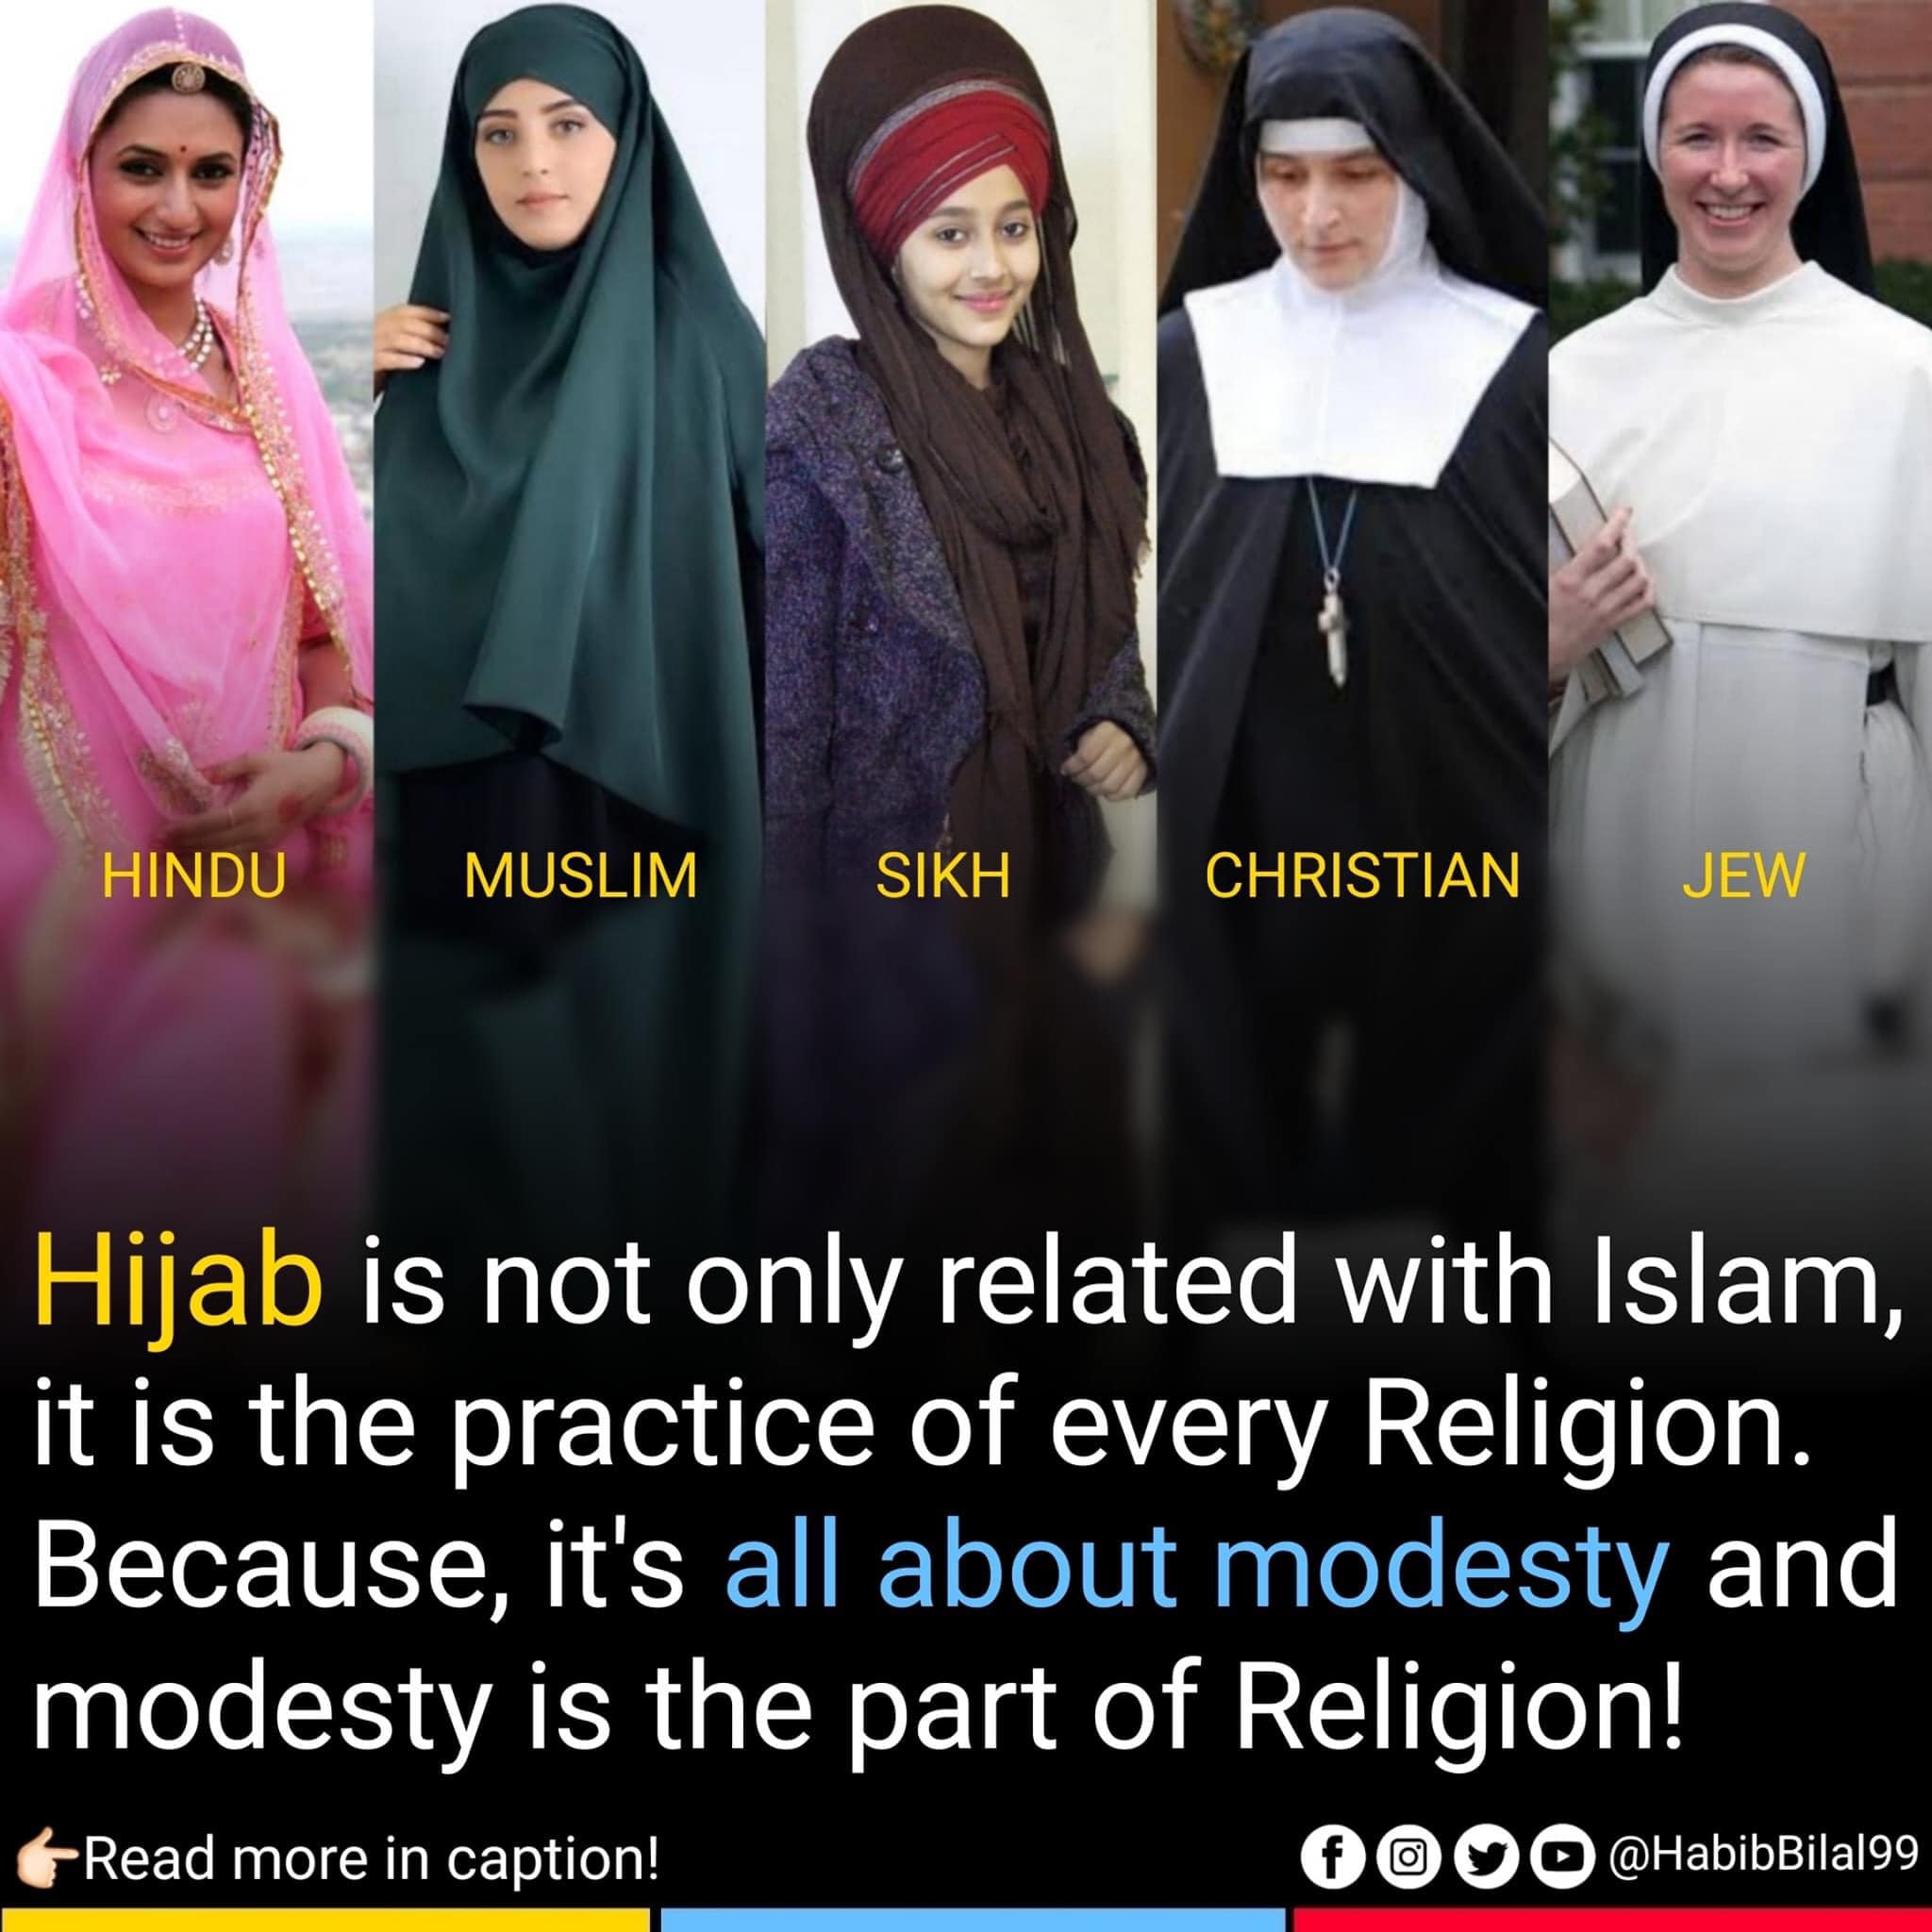 HINDU
MUSLIM
SIKH
CHRISTIAN
JEW
Hijab is not only related with Islam,
it is the practice of every Religion.
Because, it's all about modesty and
modesty is the part of Religion!
👉Read more in caption!
@HabibBilal99